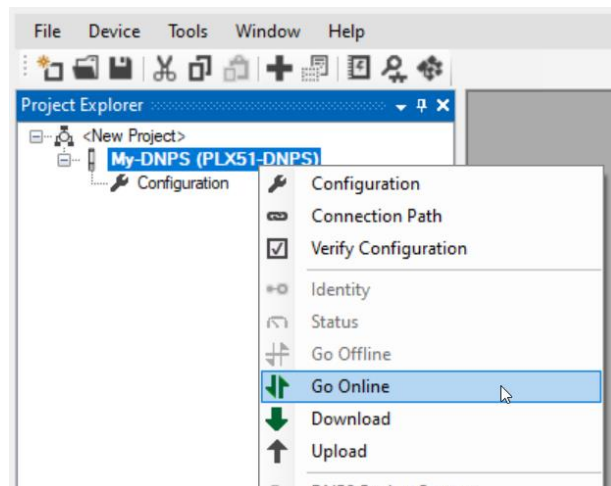 File Device Tools Window Help
Project Explorer
<New Project>
My-DNPS (PLX51-DNPS)
Configuration
Configuration
Connection Path
Verify Configuration
Identity
Status
Go Offline
Go Online
Download
Upload